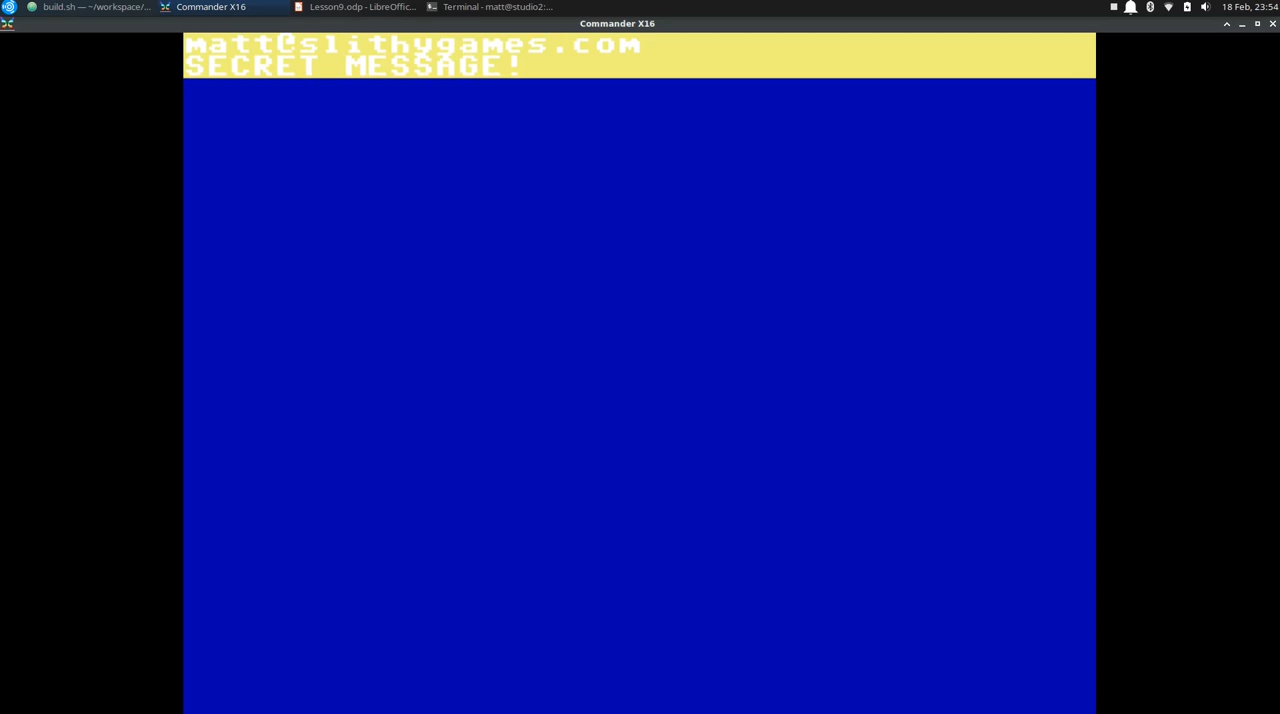 build.sh — ~/workspace/...
Commander X16
Lesson9.odp - LibreOffic...
Terminal - matt@studio2:...
18 Feb, 23:54
Commander X16
matt@slithygames.com
SECRET MESSAGE!